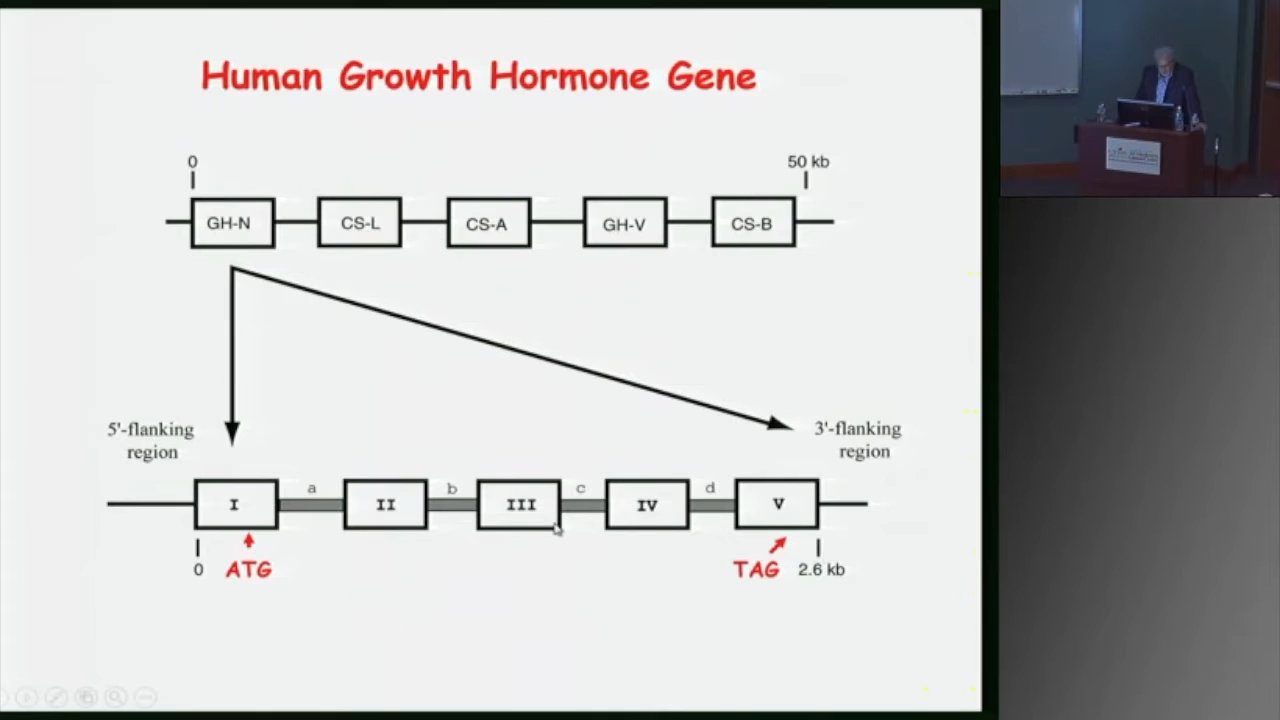 Human Growth Hormone Gene
0
50 kb
GH-N
CS-L
CS-A
GH-V
CS-B
5'-flanking
region
3'-flanking
region
a
b
c
d
I
II
III
IV
V
0
ATG
TAG
2.6 kb